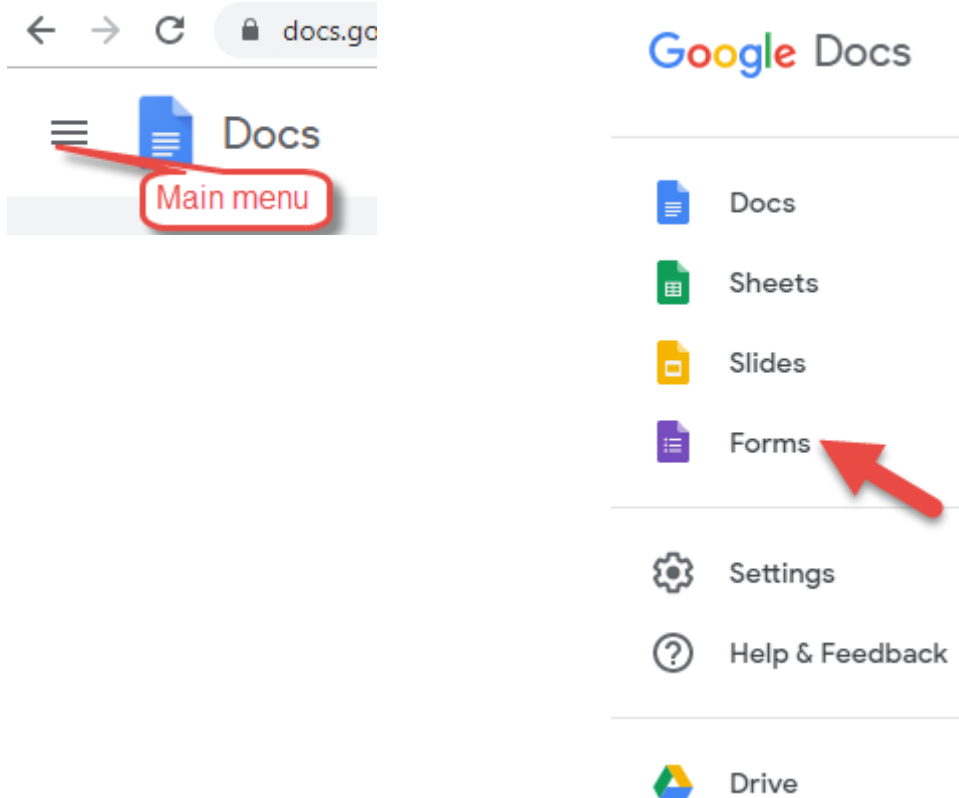 docs.go
Docs
Main menu
Google Docs
Docs
Sheets
Slides
Forms
Settings
Help & Feedback
Drive